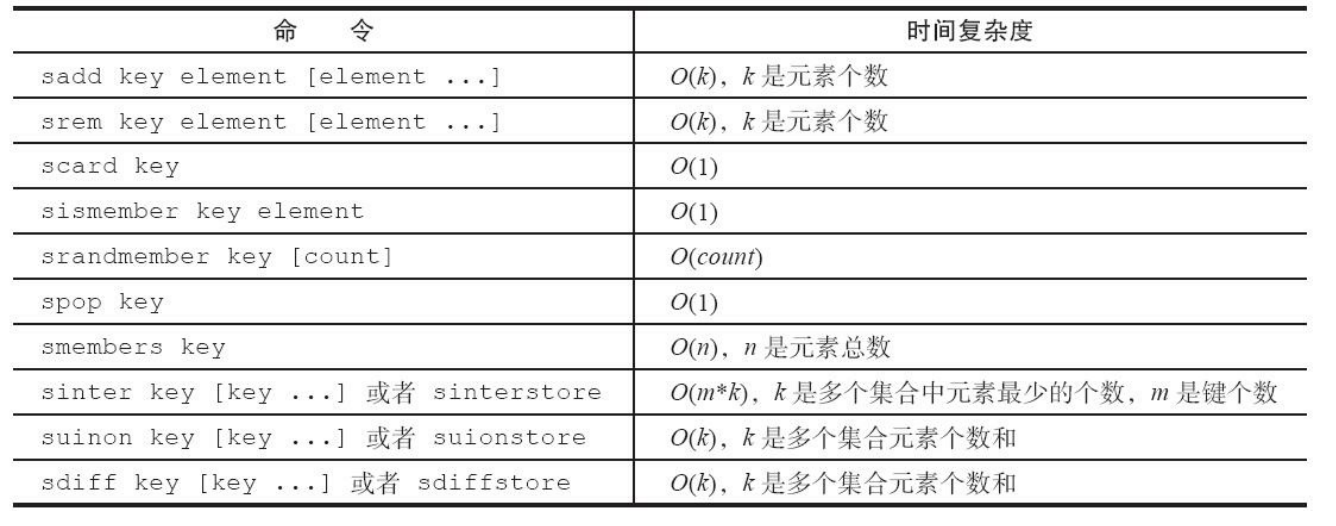 命 令 时间复杂度
sadd key element [element ...] O(k)，k 是元素个数
srem key element [element ...] O(k)，k 是元素个数
scard key O(1)
sismember key element O(1)
srandmember key [count] O(count)
spop key O(1)
smembers key O(n)，n 是元素总数
sinter key [key ...] 或者 sinterstore O(m*k)，k 是多个集合中元素最少的个数，m 是键个数
suinon key [key ...] 或者 suionstore O(k)，k 是多个集合元素个数和
sdiff key [key ...] 或者 sdiffstore O(k)，k 是多个集合元素个数和